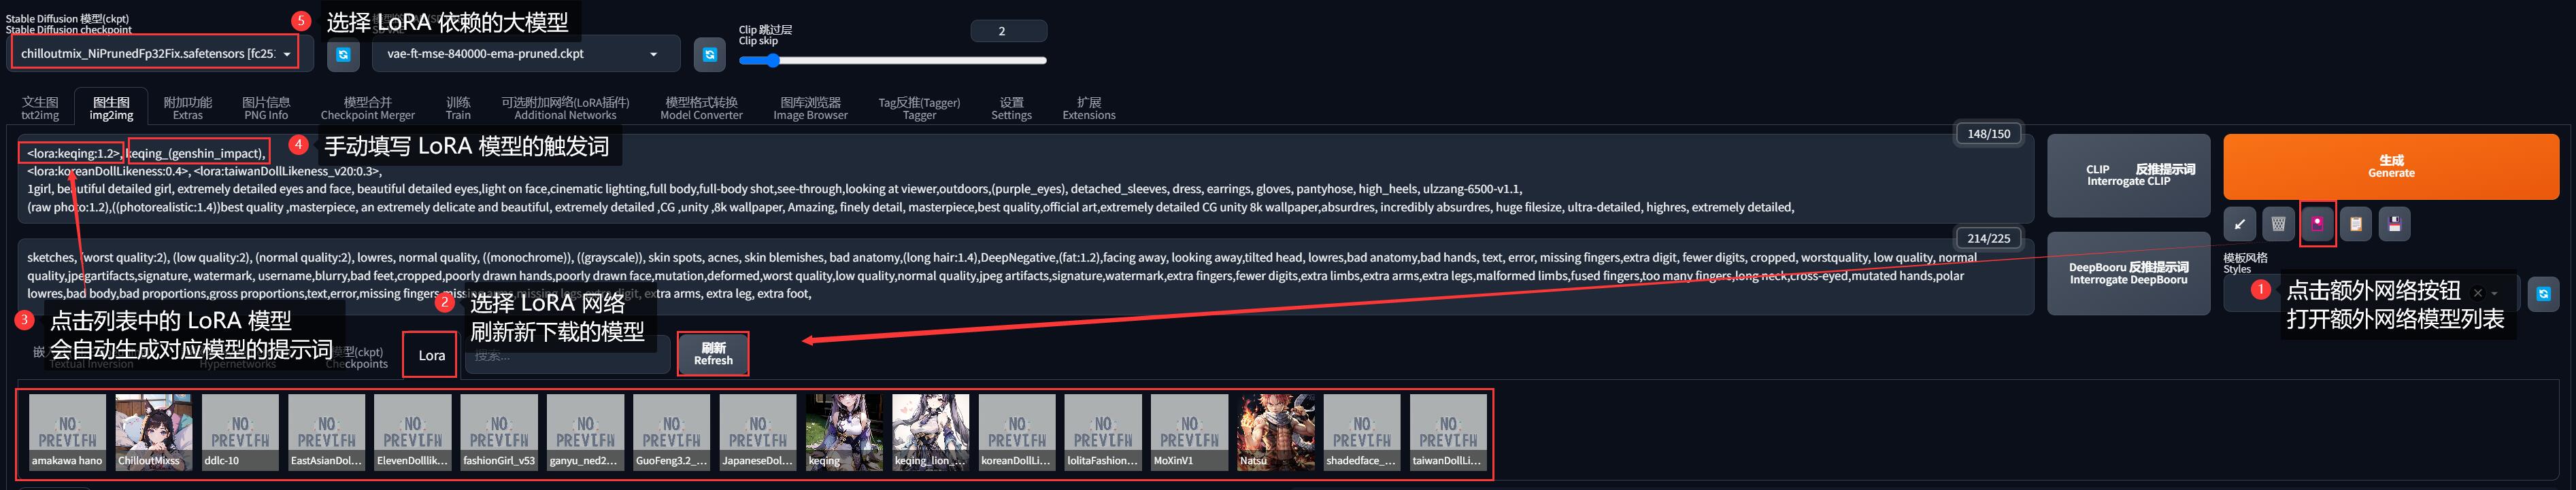 Stable Diffusion 模型(ckpt)
Stable Diffusion checkpoint
chilloutmix_NiPrunedFp32Fix.safetensors [fc25:
5
选择 LoRA 依赖的大模型
vae-ft-mse-840000-ema-pruned.ckpt
Clip 跳过层
Clip skip
2
文生图
txt2img
图生图
img2img
附加功能
Extras
图片信息
PNG Info
模型合并
Checkpoint Merger
训练
Train
可选附加网络(LoRA插件)
Additional Networks
模型格式转换
Model Converter
图库浏览器
Image Browser
Tag反推(Tagger)
Tagger
设置
Settings
扩展
Extensions
148/150
<lora:keqing:1.2>, keqing_(genshin_impact),
4
手动填写 LoRA 模型的触发词
<lora:koreanDollLikeness:0.4>, <lora:taiwanDollLikeness_v20:0.3>,
1girl, beautiful detailed girl, extremely detailed eyes and face, beautiful detailed eyes,light on face,cinematic lighting,full body,full-body shot,see-through,looking at viewer,outdoors,(purple_eyes), detached_sleeves, dress, earrings, gloves, pantyhose, high_heels, ulzzang-6500-v1.1,
(raw photo:1.2),((photorealistic:1.4))best quality ,masterpiece, an extremely delicate and beautiful, extremely detailed ,CG ,unity ,8k wallpaper, Amazing, finely detail, masterpiece,best quality,official art,extremely detailed CG unity 8k wallpaper,absurdres, incredibly absurdres, huge filesize, ultra-detailed, highres, extremely detailed,
CLIP 反推提示词
Interrogate CLIP
生成
Generate
214/225
sketches, (worst quality:2), (low quality:2), (normal quality:2), lowres, normal quality, ((monochrome)), ((grayscale)), skin spots, acnes, skin blemishes, bad anatomy,(long hair:1.4),DeepNegative,(fat:1.2),facing away, looking away,tilted head, lowres,bad anatomy,bad hands, text, error, missing fingers,extra digit, fewer digits, cropped, worstquality, low quality, normal
quality,jpegartifacts,signature, watermark, username,blurry,bad feet,cropped,poorly drawn hands,poorly drawn face,mutation,deformed,worst quality,low quality,normal quality,jpeg artifacts,signature,watermark,extra fingers,fewer digits,extra limbs,extra arms,extra legs,malformed limbs,fused fingers,too many fingers,long neck,cross-eyed,mutated hands,polar
lowres,bad body,bad proportions,gross proportions,text,error,missing fingers,missing arms,missing legs,extra digit, extra arms, extra leg, extra foot,
DeepBooru 反推提示词
Interrogate DeepBooru
模板风格
Styles
1
点击额外网络按钮
打开额外网络模型列表
2
选择 LoRA 网络
刷新新下载的模型
3
点击列表中的 LoRA 模型
会自动生成对应模型的提示词
Textual Inversion
Hypernetworks
模型(ckpt)
Checkpoints
Lora
搜索...
刷新
Refresh
NO
PREVIEW
amakawa hano
ChilloutMixss
NO
PREVIEW
ddlc-10
NO
PREVIEW
EastAsianDol...
NO
PREVIEW
ElevenDolllik...
NO
PREVIEW
fashionGirl_v53
NO
PREVIEW
ganyu_ned2...
NO
PREVIEW
GuoFeng3.2_...
NO
PREVIEW
JapaneseDol...
keqing
keqing_lion_...
NO
PREVIEW
koreanDollLi...
NO
PREVIEW
lolitaFashion...
NO
PREVIEW
MoXinV1
Natsu
NO
PREVIEW
shadedface_...
NO
PREVIEW
taiwanDollLi...